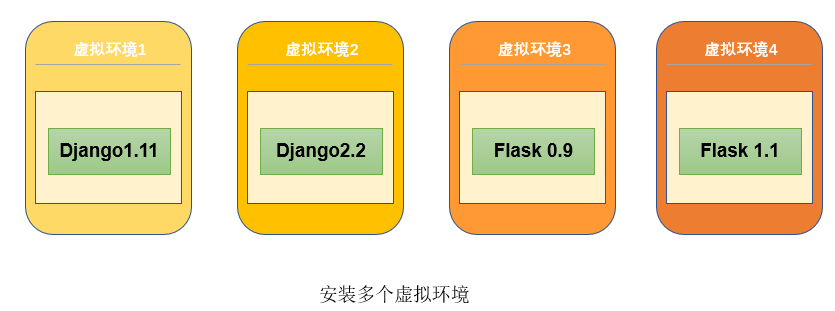 虚拟环境1
虚拟环境2
虚拟环境3
虚拟环境4
Django1.11
Django2.2
Flask 0.9
Flask 1.1
安装多个虚拟环境